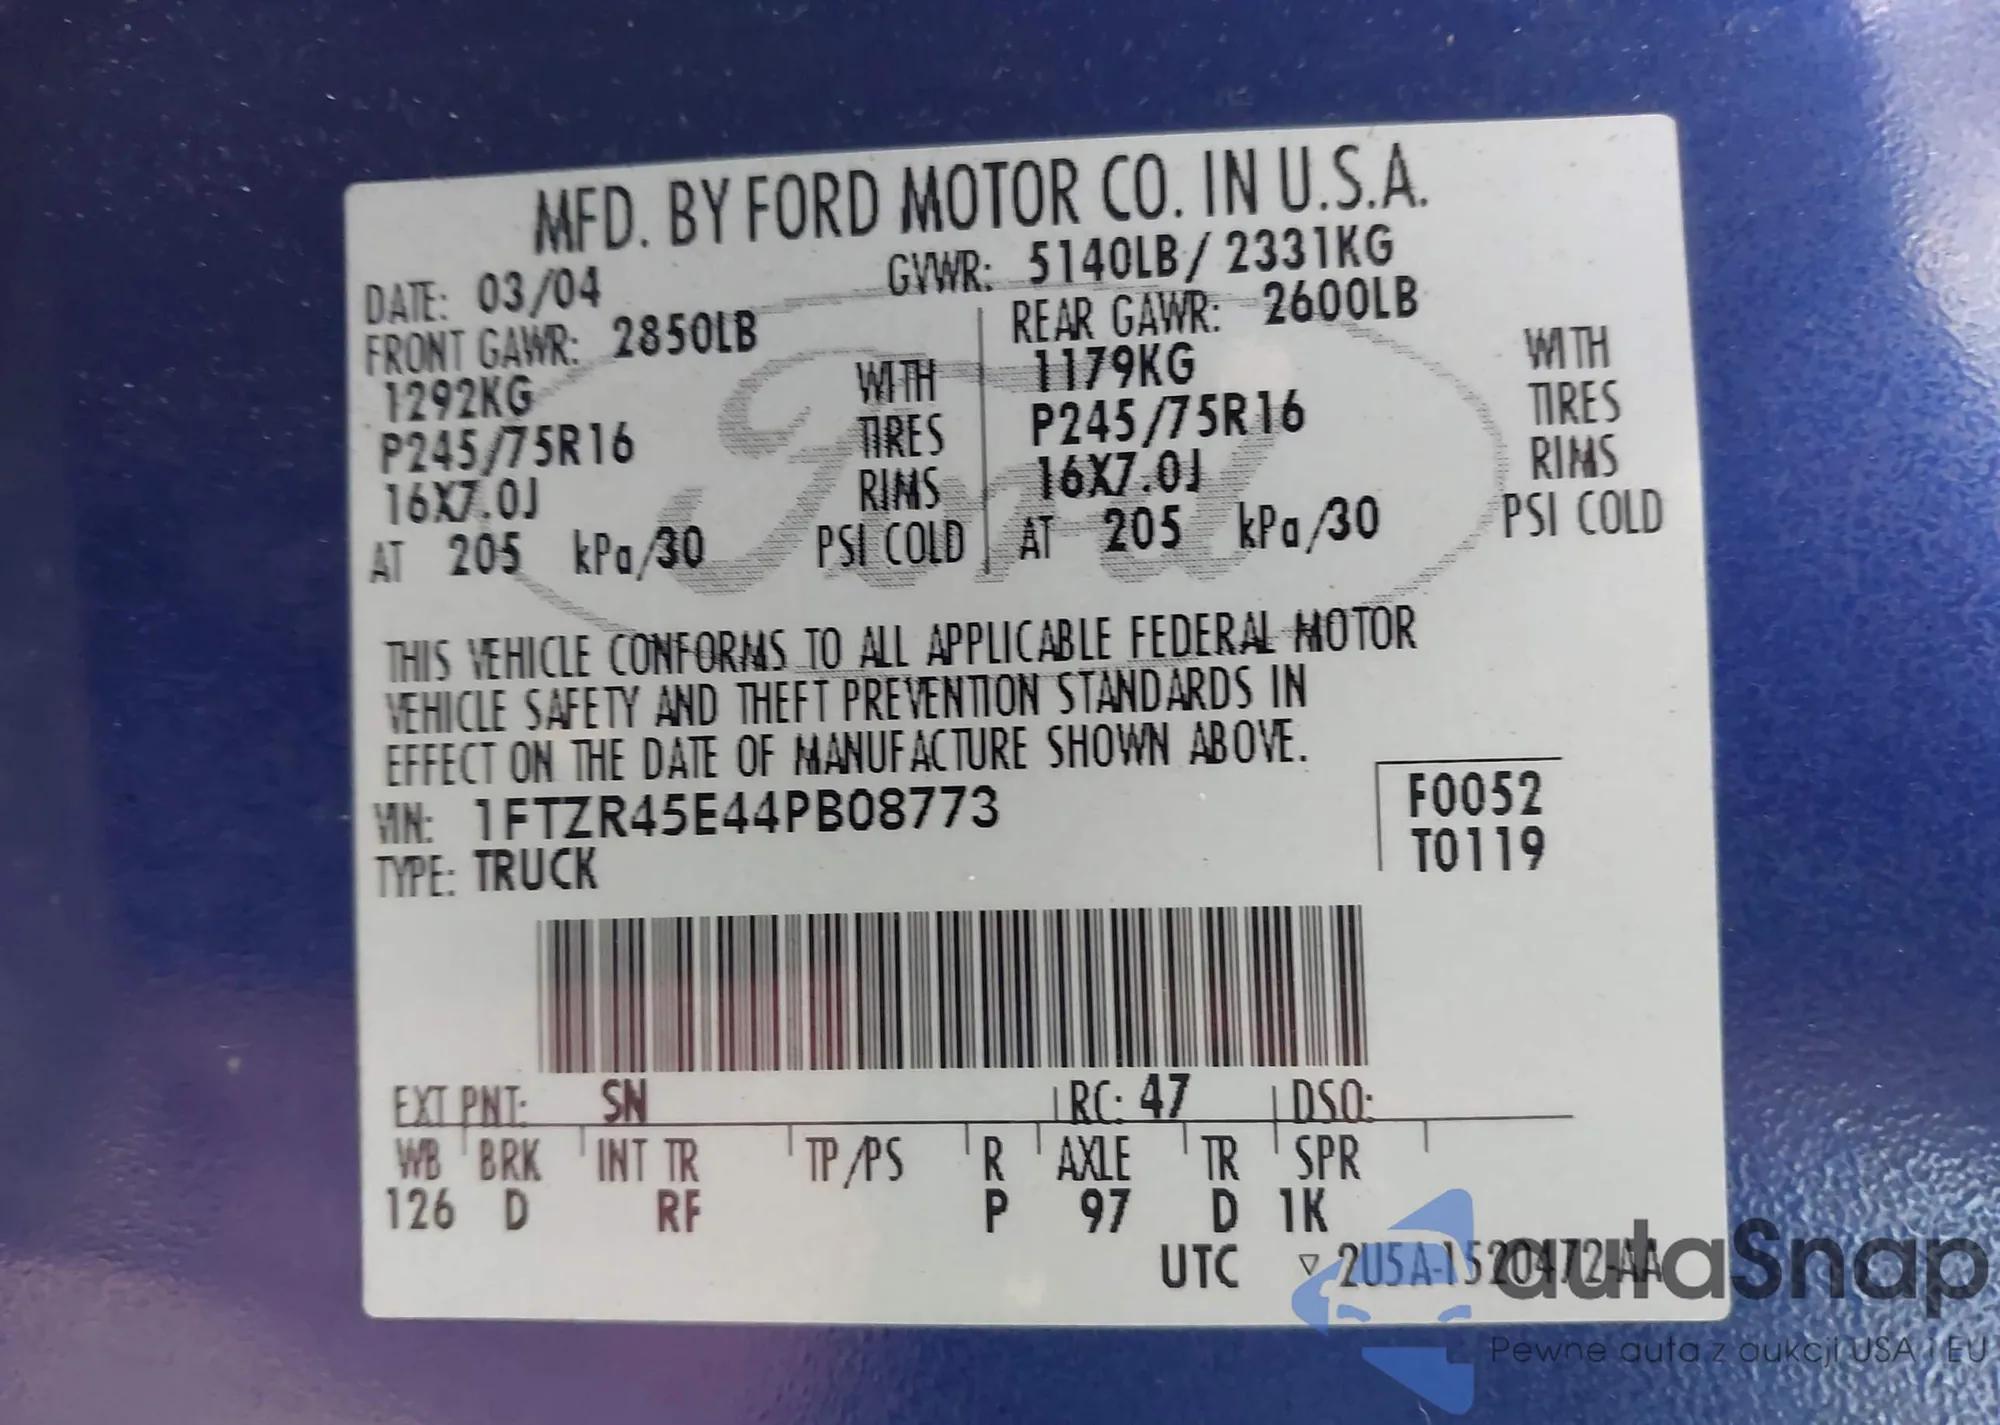 MFD. BY FORD MOTOR CO. IN U.S.A.
DATE: 03/04 GVWR: 5140LB / 2331KG
FRONT GAWR: 2850LB REAR GAWR: 2600LB
1292KG WITH 1179KG WITH
P245/75R16 TIRES P245/75R16 TIRES
16X7.0J RIMS 16X7.0J RIMS
AT 205 kPa/30 PSI COLD AT 205 kPa/30 PSI COLD
Ford
THIS VEHICLE CONFORMS TO ALL APPLICABLE FEDERAL MOTOR
VEHICLE SAFETY AND THEFT PREVENTION STANDARDS IN
EFFECT ON THE DATE OF MANUFACTURE SHOWN ABOVE.
VIN: 1FTZR45E44PB08773 F0052
TYPE: TRUCK T0119
EXT PNT: SN RC: 47 DSO:
WB BRK INT TR TP/PS R AXLE TR SPR
126 D RF P 97 D 1K
UTC ▽ 2U5A-1520472-AA
autaSnap
Pewne auta z aukcji USA i EU